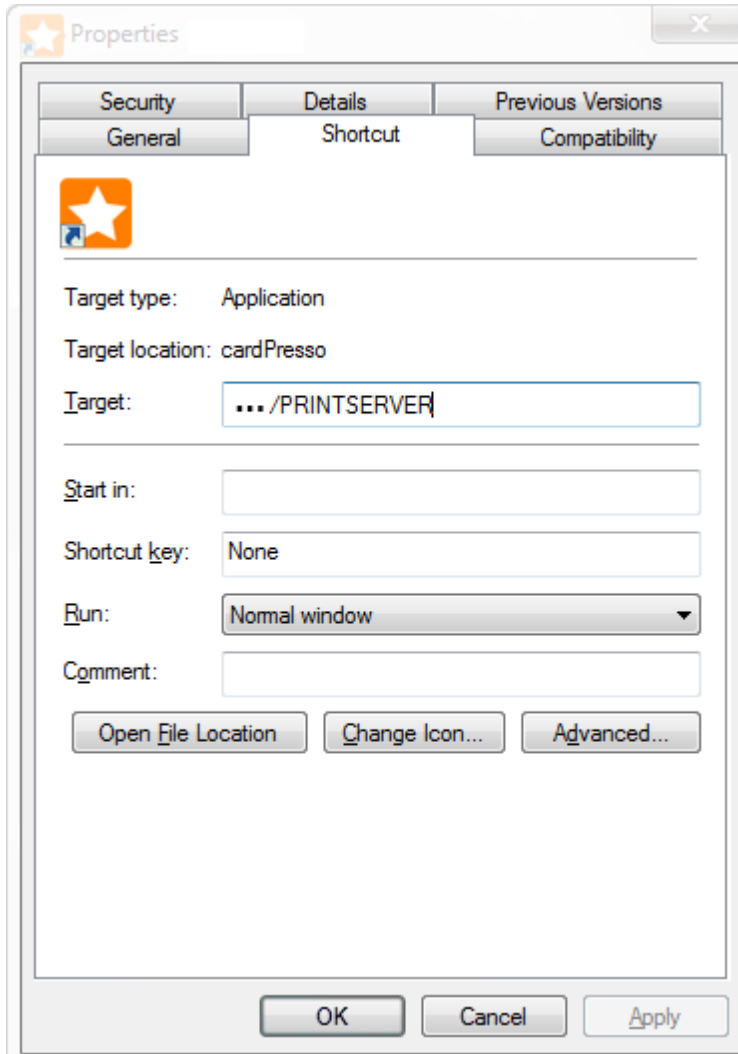 Properties
Security Details Previous Versions
General Shortcut Compatibility
Target type: Application
Target location: cardPresso
Target: ... /PRINTSERVER
Start in:
Shortcut key: None
Run: Normal window
Comment:
Open File Location Change Icon... Advanced...
OK Cancel Apply